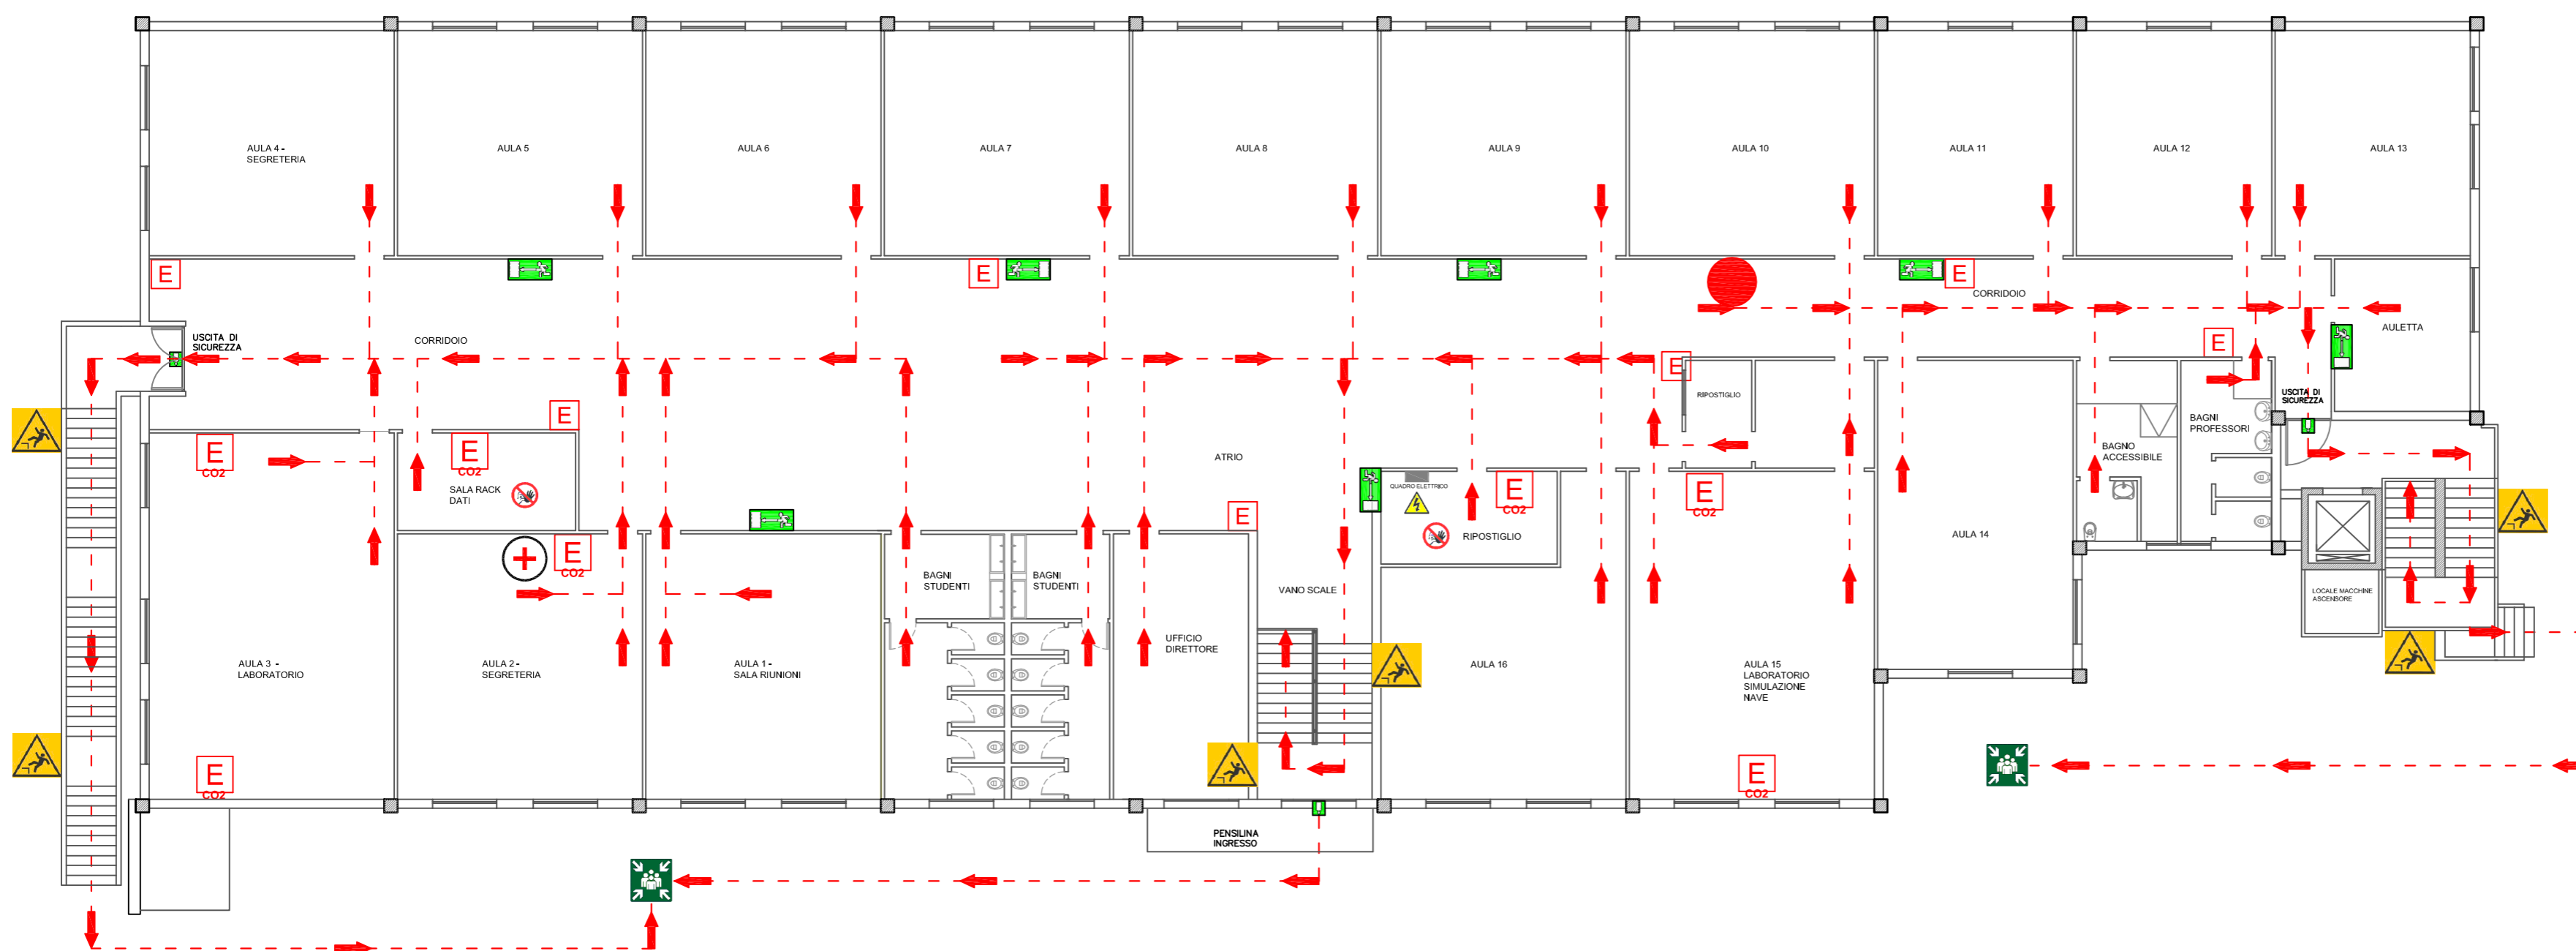 AULA 4 -
SEGRETERIA
AULA 5
AULA 6
AULA 7
AULA 8
AULA 9
AULA 10
AULA 11
AULA 12
AULA 13
E
E
E
CORRIDOIO
USCITA DI
SICUREZZA
CORRIDOIO
AULETTA
E
E
RIPOSTIGLIO
USCITA DI
SICUREZZA
BAGNI
PROFESSORI
E
E
CO2
E
CO2
BAGNO
ACCESSIBILE
ATRIO
SALA RACK
DATI
QUADRO ELETTRICO
E
CO2
E
CO2
E
RIPOSTIGLIO
AULA 14
E
CO2
BAGNI
STUDENTI
BAGNI
STUDENTI
VANO SCALE
LOCALE MACCHINE
ASCENSORE
UFFICIO
DIRETTORE
AULA 3 -
LABORATORIO
AULA 2 -
SEGRETERIA
AULA 1 -
SALA RIUNIONI
AULA 16
AULA 15
LABORATORIO
SIMULAZIONE
NAVE
E
CO2
E
CO2
PENSILINA
INGRESSO